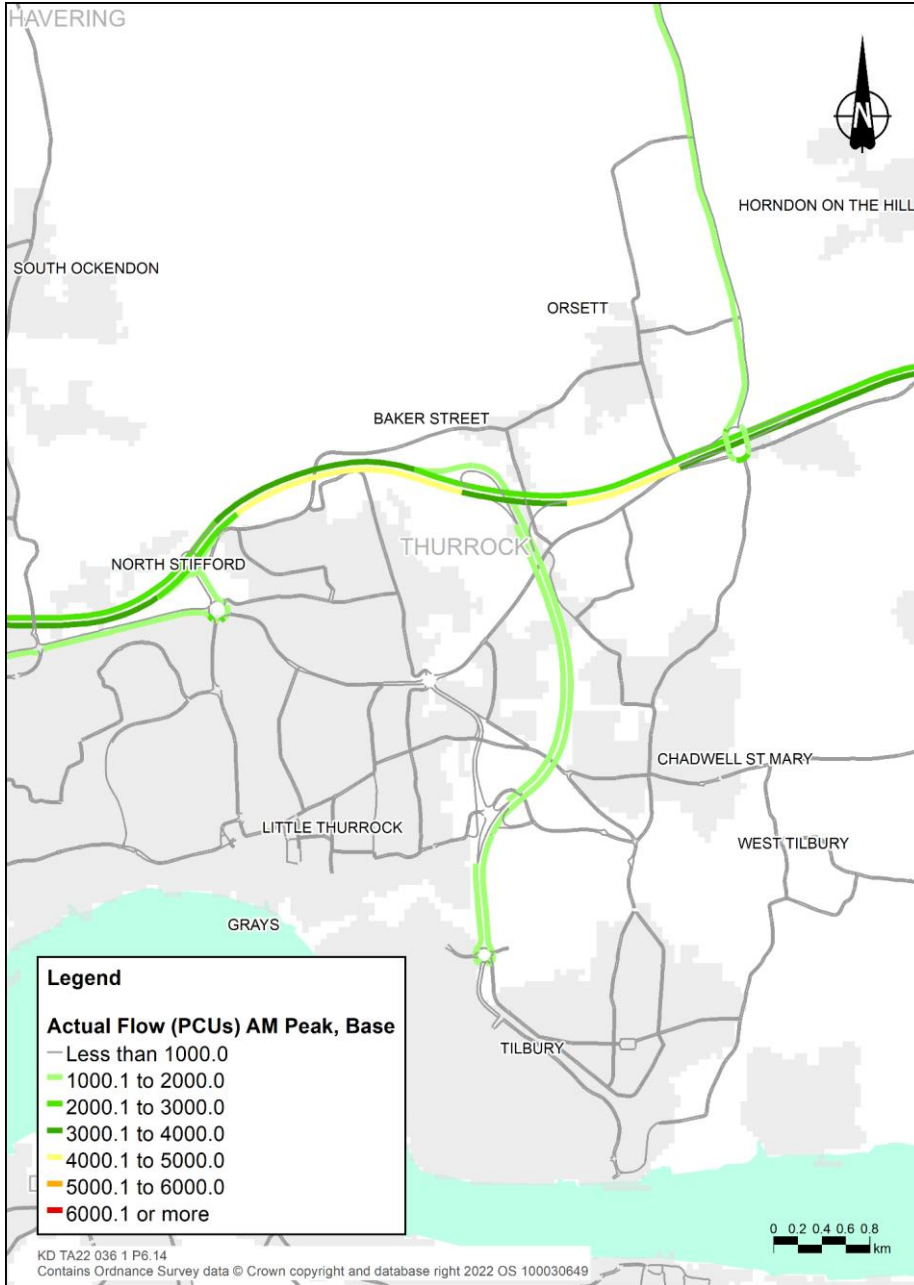 HAVERING
N
HORNDON ON THE HILL
SOUTH OCKENDON
ORSETT
BAKER STREET
THURROCK
NORTH STIFFORD
CHADWELL ST MARY
LITTLE THURROCK
WEST TILBURY
GRAYS
Legend
Actual Flow (PCUs) AM Peak, Base
Less than 1000.0
1000.1 to 2000.0
2000.1 to 3000.0
3000.1 to 4000.0
4000.1 to 5000.0
5000.1 to 6000.0
6000.1 or more
TILBURY
0 0.2 0.4 0.6 0.8
km
KD TA22 036 1 P6.14
Contains Ordnance Survey data © Crown copyright and database right 2022 OS 100030649